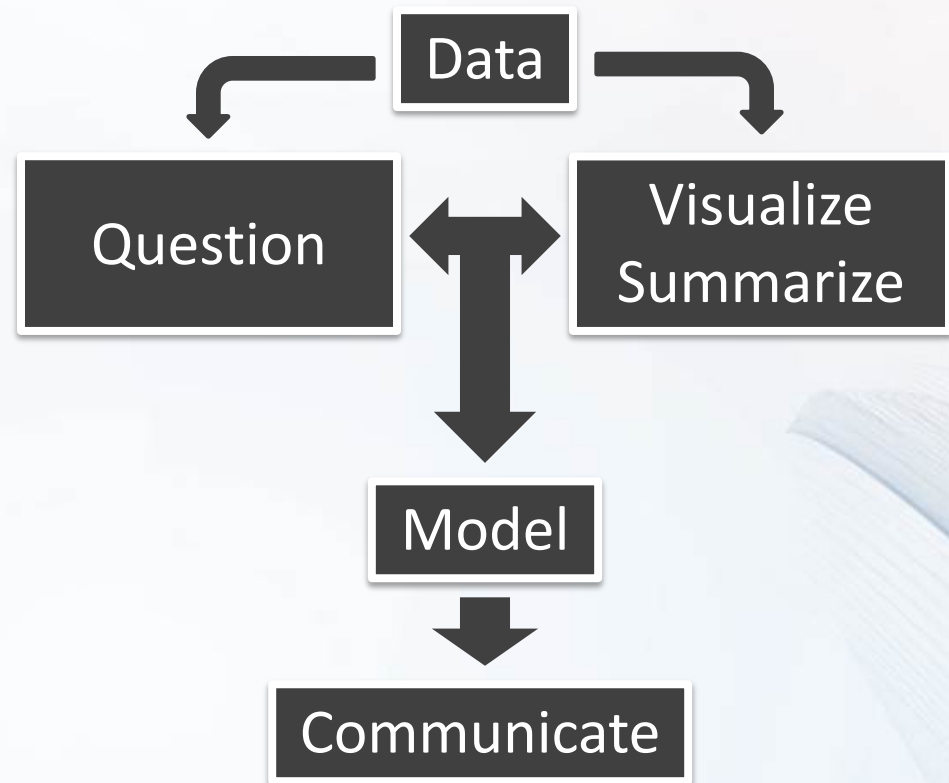 Data
Question
Visualize
Summarize
Model
Communicate